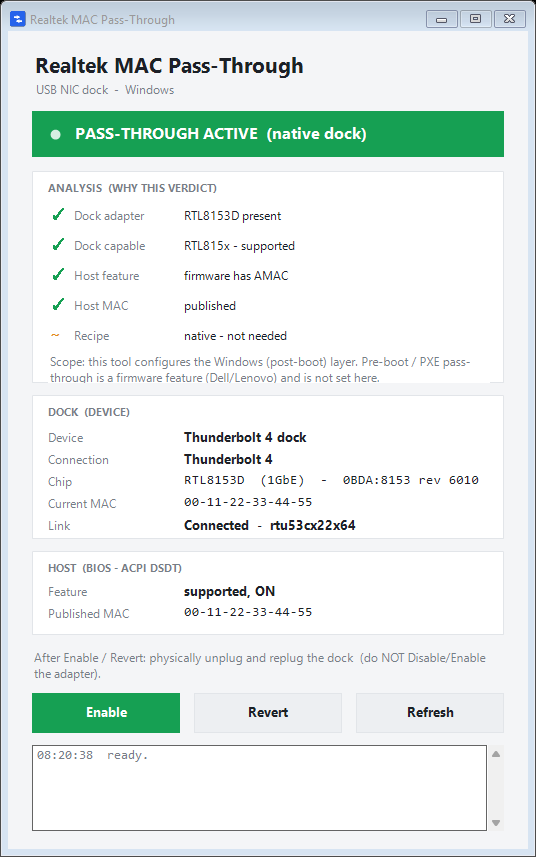 Realtek MAC Pass-Through
Realtek MAC Pass-Through
USB NIC dock - Windows
PASS-THROUGH ACTIVE (native dock)
ANALYSIS (WHY THIS VERDICT)
✓ Dock adapter RTL8153D present
✓ Dock capable RTL815x - supported
✓ Host feature firmware has AMAC
✓ Host MAC published
~ Recipe native - not needed
Scope: this tool configures the Windows (post-boot) layer. Pre-boot / PXE pass-
through is a firmware feature (Dell/Lenovo) and is not set here.
DOCK (DEVICE)
Device Thunderbolt 4 dock
Connection Thunderbolt 4
Chip RTL8153D (1GbE) - 0BDA:8153 rev 6010
Current MAC 00-11-22-33-44-55
Link Connected - rtu53cx22x64
HOST (BIOS - ACPI DSDT)
Feature supported, ON
Published MAC 00-11-22-33-44-55
After Enable / Revert: physically unplug and replug the dock (do NOT Disable/Enable
the adapter).
Enable Revert Refresh
08:20:38 ready.